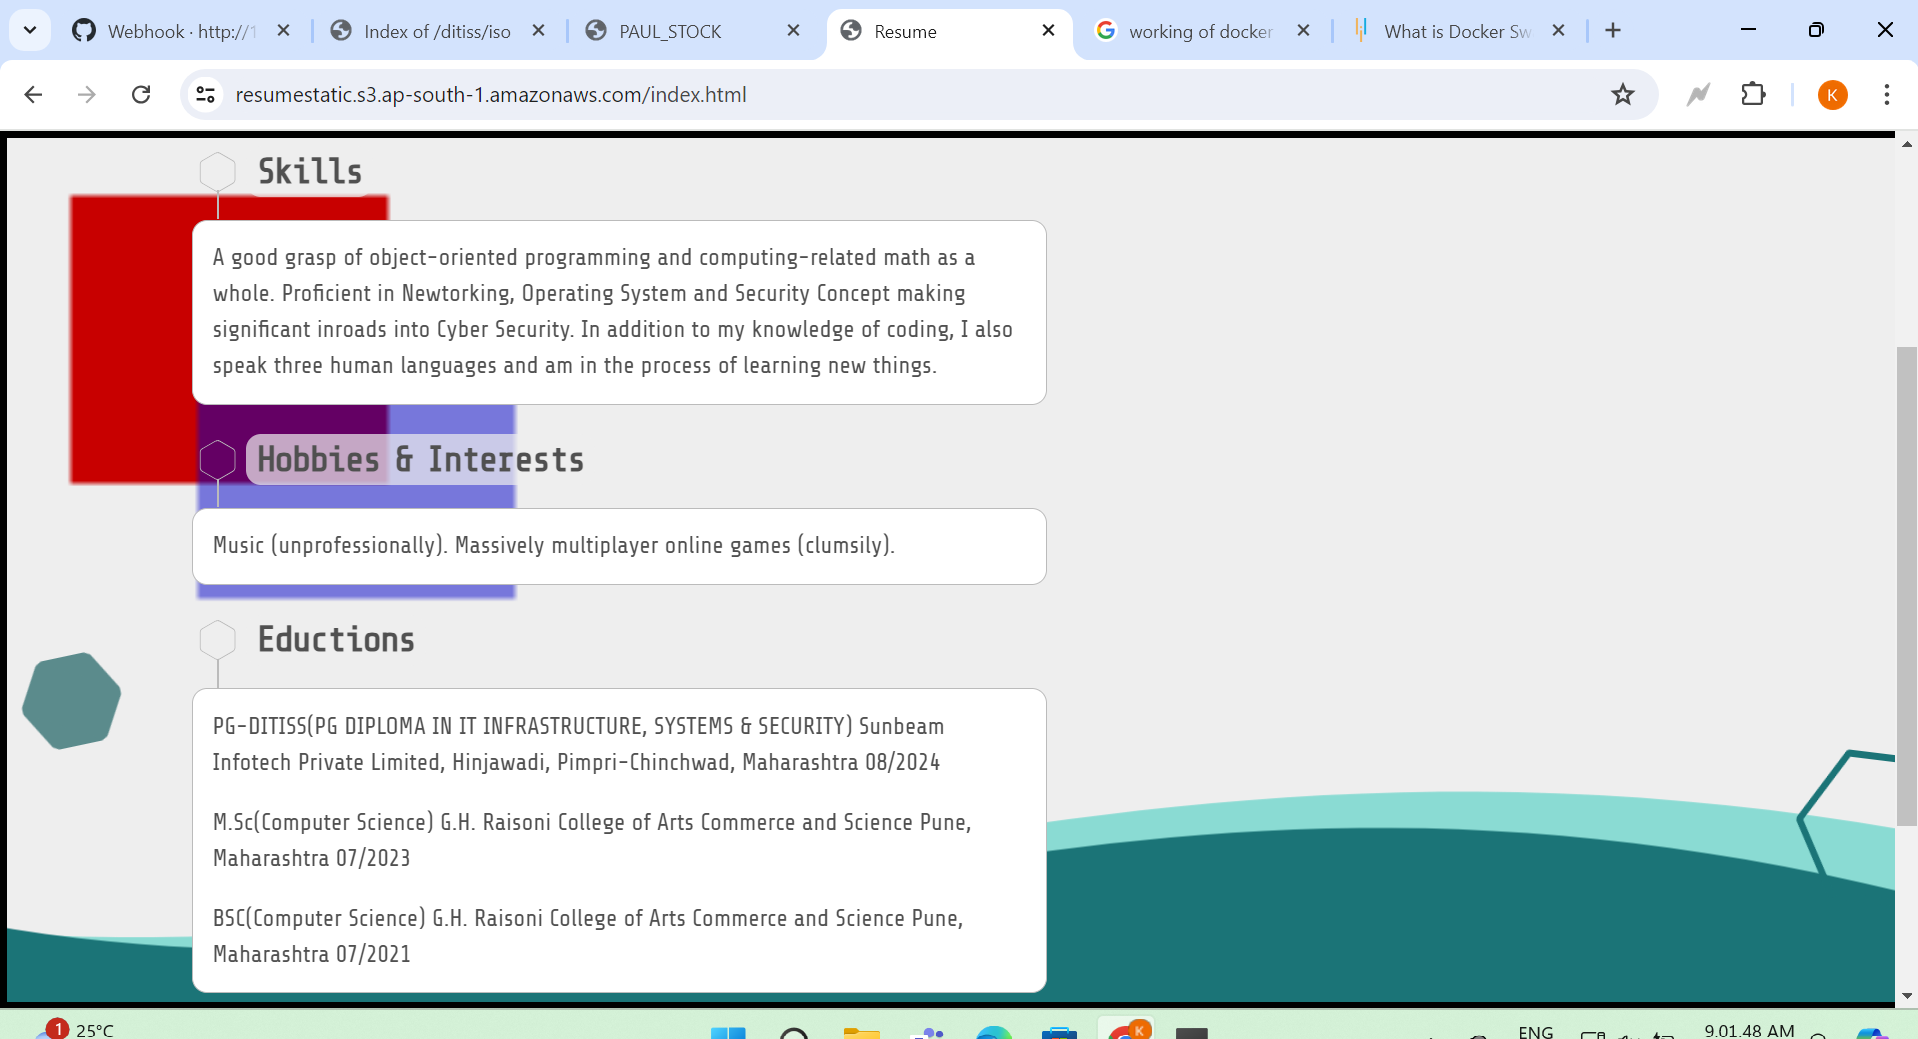 Webhook · http://1
Index of /ditiss/iso
PAUL_STOCK
Resume
working of docker
What is Docker Sw
resumestatic.s3.ap-south-1.amazonaws.com/index.html
K
Skills
A good grasp of object-oriented programming and computing-related math as a
whole. Proficient in Newtorking, Operating System and Security Concept making
significant inroads into Cyber Security. In addition to my knowledge of coding, I also
speak three human languages and am in the process of learning new things.
Hobbies & Interests
Music (unprofessionally). Massively multiplayer online games (clumsily).
Eductions
PG-DITISS(PG DIPLOMA IN IT INFRASTRUCTURE, SYSTEMS & SECURITY) Sunbeam
Infotech Private Limited, Hinjawadi, Pimpri-Chinchwad, Maharashtra 08/2024
M.Sc(Computer Science) G.H. Raisoni College of Arts Commerce and Science Pune,
Maharashtra 07/2023
BSC(Computer Science) G.H. Raisoni College of Arts Commerce and Science Pune,
Maharashtra 07/2021
1
25°C
K
ENG
9.01.48 AM